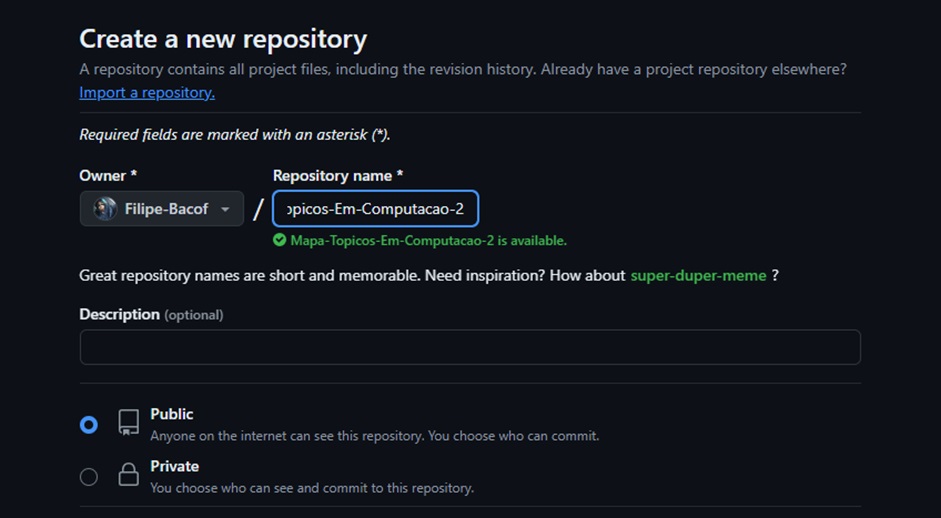 Create a new repository
A repository contains all project files, including the revision history. Already have a project repository elsewhere?
Import a repository.
Required fields are marked with an asterisk (*).
Owner * Repository name *
Filipe-Bacof / opicos-Em-Computacao-2
Mapa-Topicos-Em-Computacao-2 is available.
Great repository names are short and memorable. Need inspiration? How about super-duper-meme ?
Description (optional)
Public
Anyone on the internet can see this repository. You choose who can commit.
Private
You choose who can see and commit to this repository.